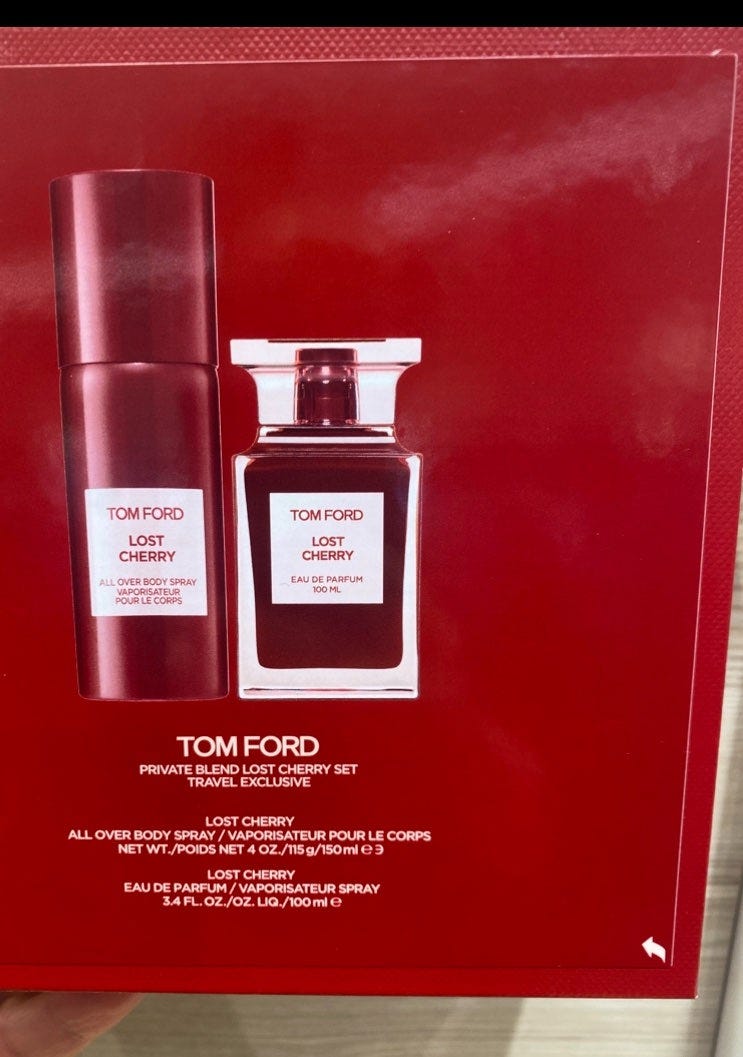 TOM FORD
LOST
CHERRY
ALL OVER BODY SPRAY
VAPORISATEUR
POUR LE CORPS
TOM FORD
LOST
CHERRY
EAU DE PARFUM
100 ML
TOM FORD
PRIVATE BLEND LOST CHERRY SET
TRAVEL EXCLUSIVE
LOST CHERRY
ALL OVER BODY SPRAY / VAPORISATEUR POUR LE CORPS
NET WT./POIDS NET 4 OZ./115 g/150 ml ℮ 3
LOST CHERRY
EAU DE PARFUM / VAPORISATEUR SPRAY
3.4 FL. OZ./OZ. LIQ./100 ml ℮